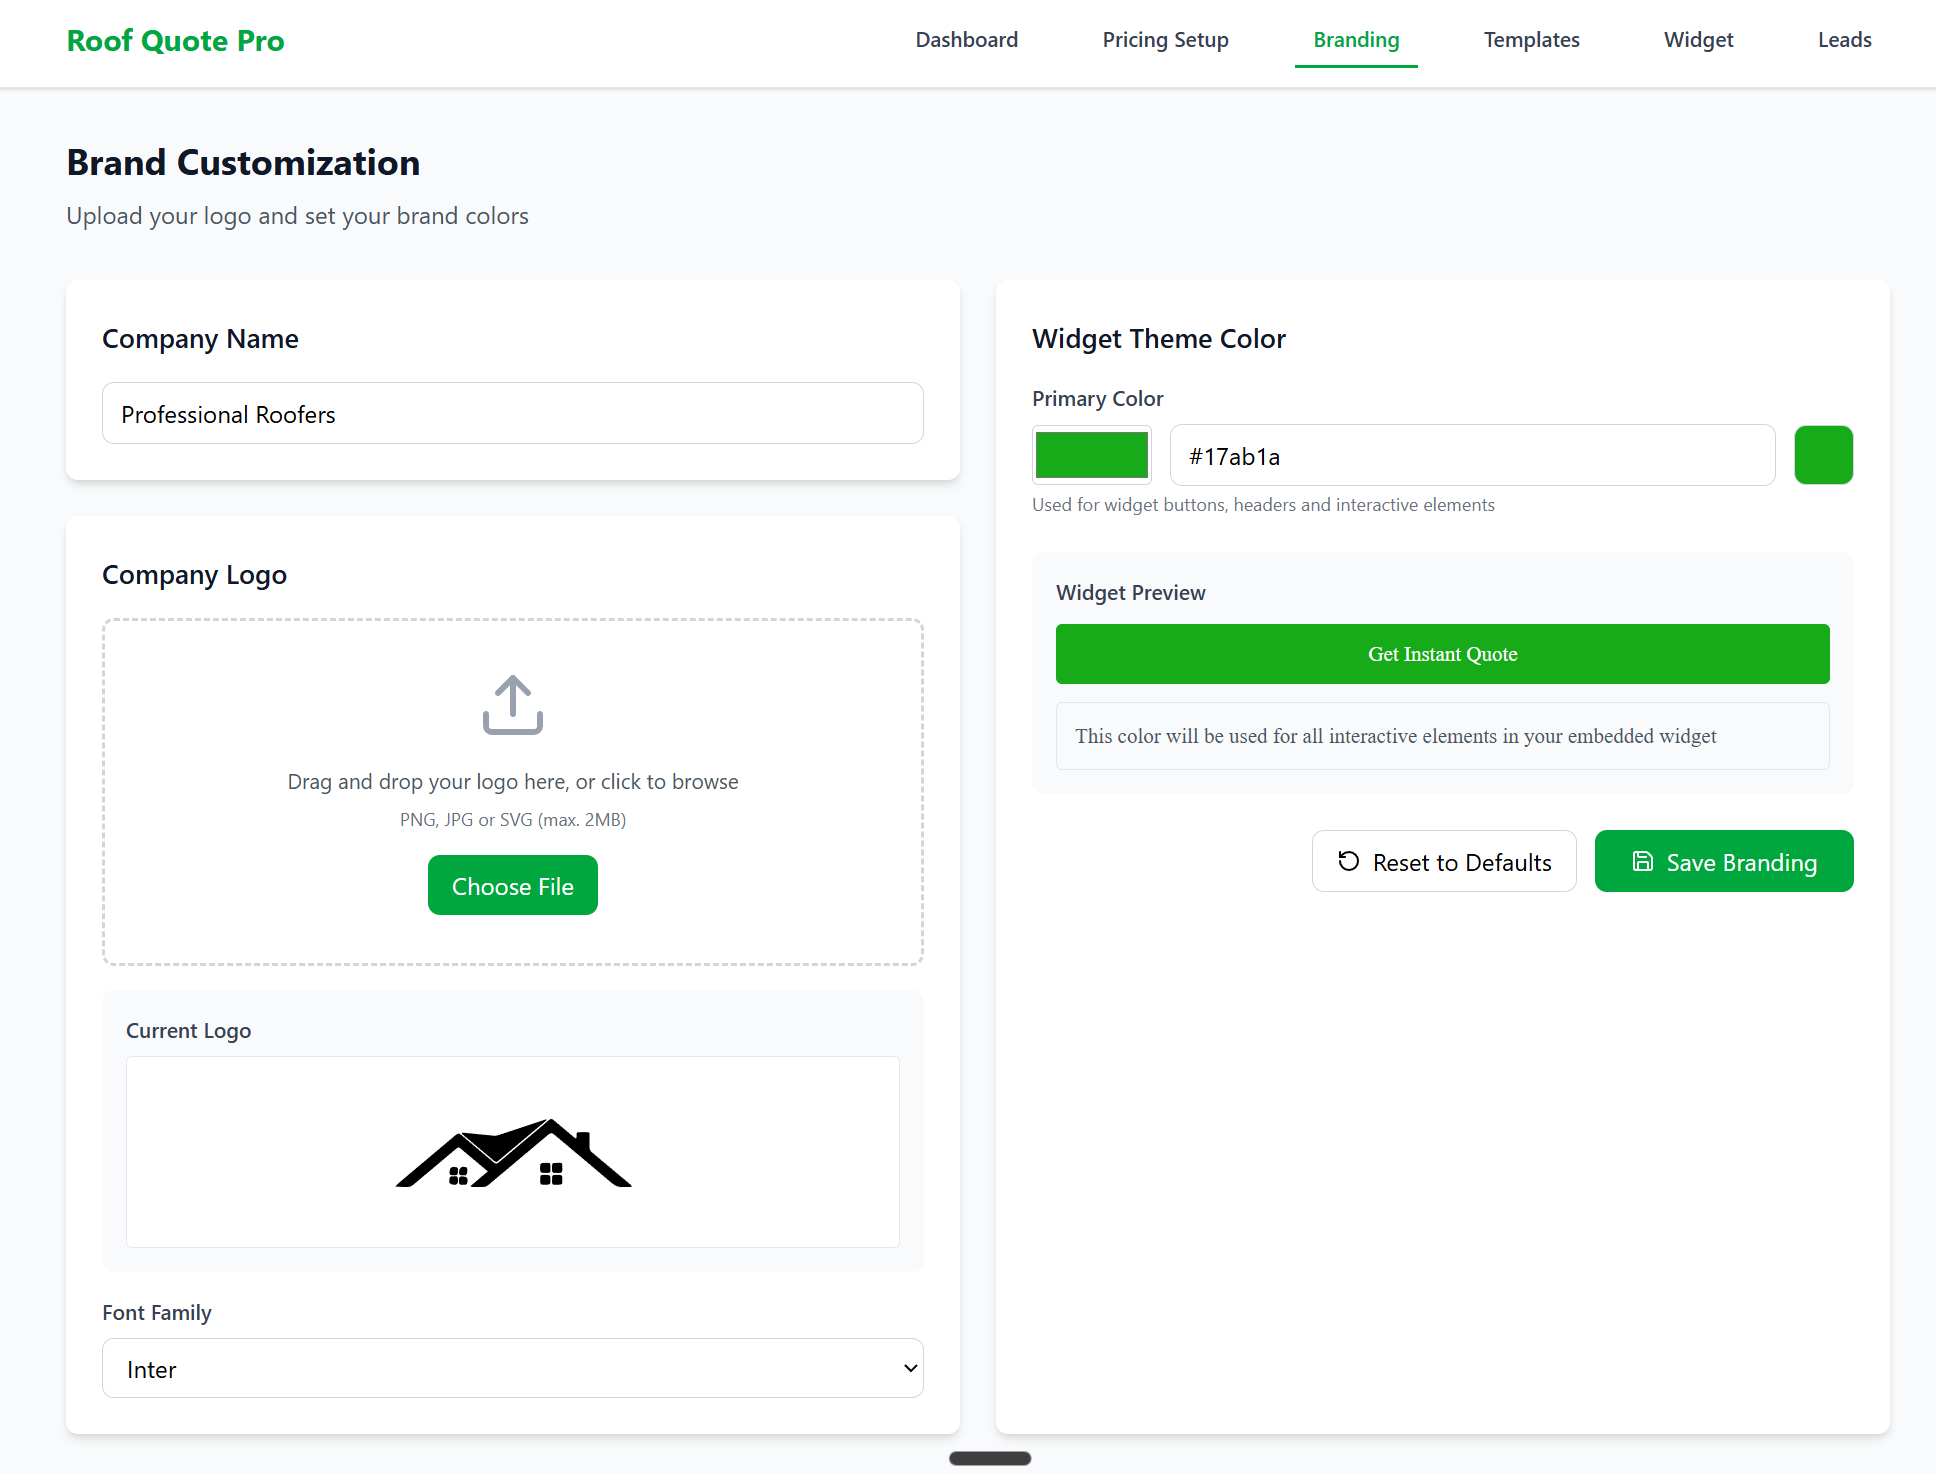 Roof Quote Pro
Dashboard
Pricing Setup
Branding
Templates
Widget
Leads
Brand Customization
Upload your logo and set your brand colors
Company Name
Professional Roofers
Company Logo
Drag and drop your logo here, or click to browse
PNG, JPG or SVG (max. 2MB)
Choose File
Current Logo
Font Family
Inter
Widget Theme Color
Primary Color
#17ab1a
Used for widget buttons, headers and interactive elements
Widget Preview
Get Instant Quote
This color will be used for all interactive elements in your embedded widget
Reset to Defaults
Save Branding